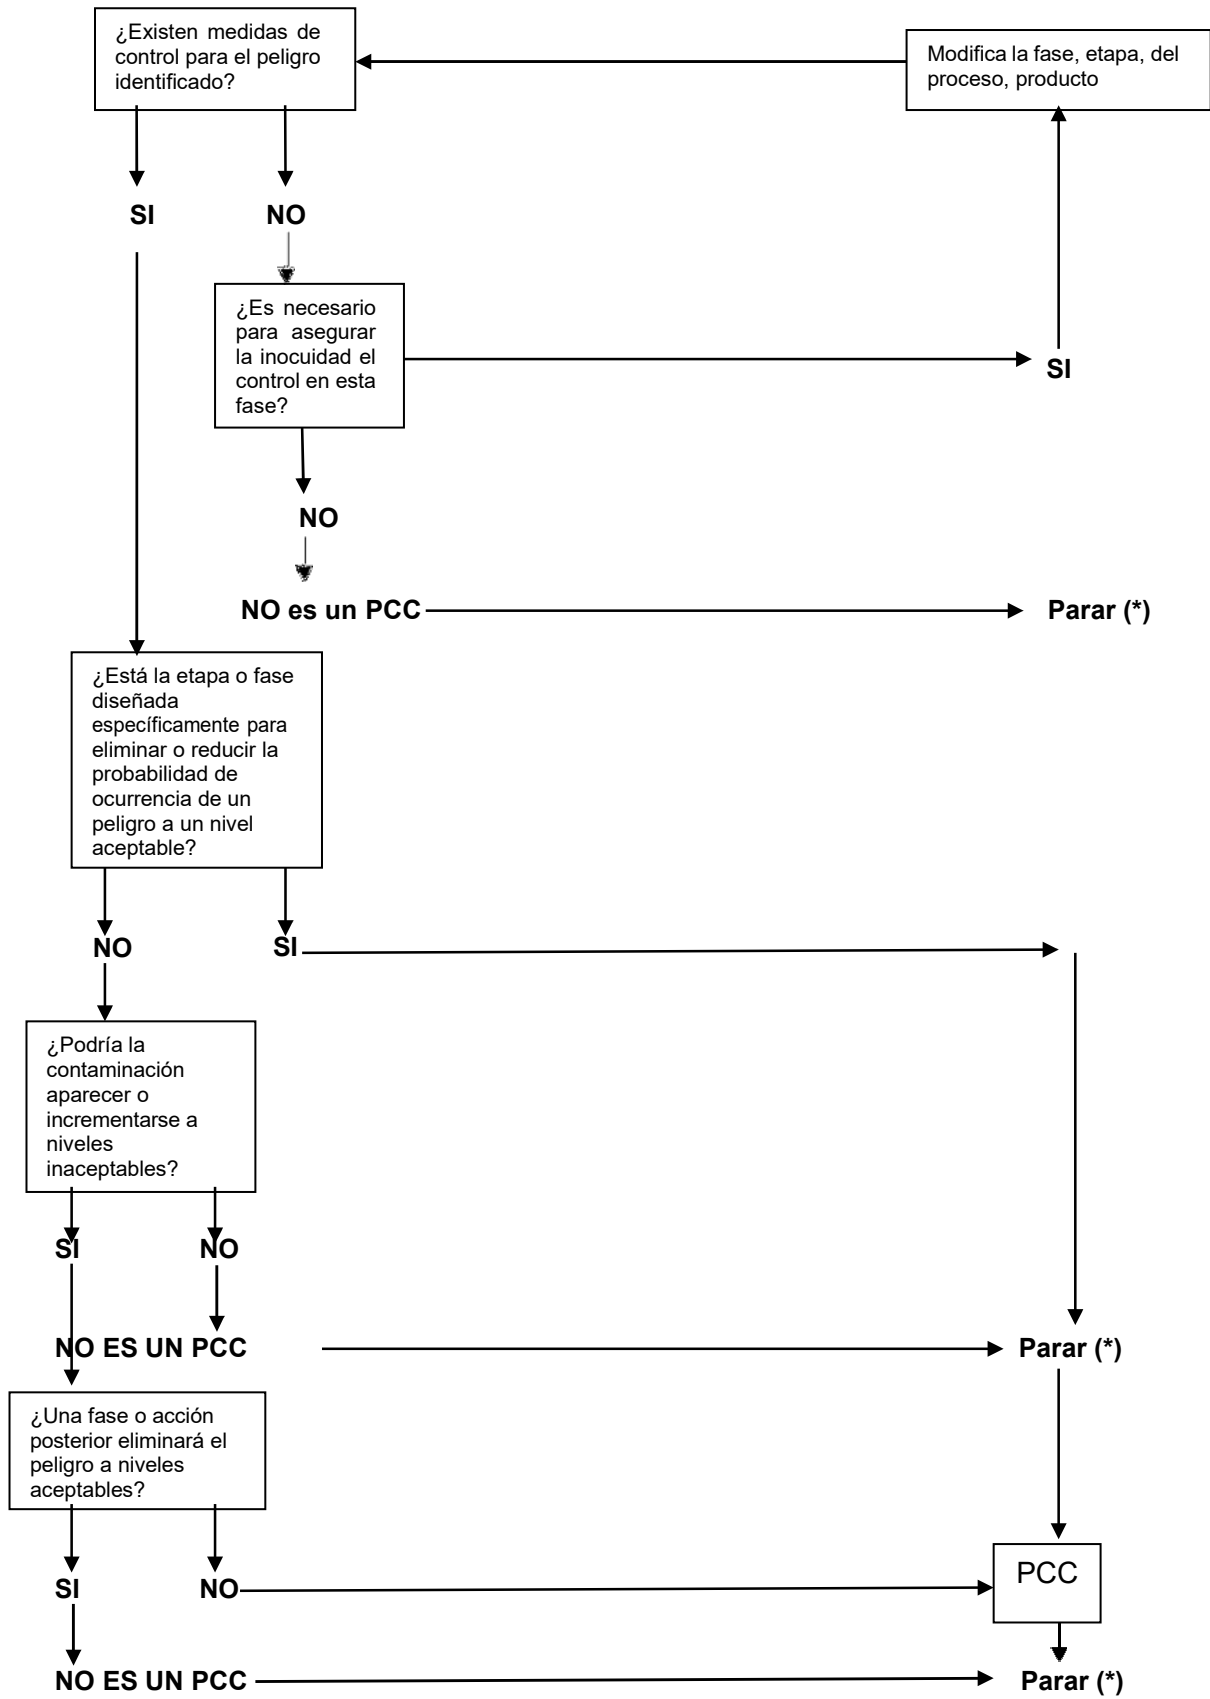 ¿Existen medidas de
control para el peligro
identificado?
Modifica la fase, etapa, del
proceso, producto
SI
NO
¿Es necesario
para asegurar
la inocuidad el
control en esta
fase?
SI
NO
NO es un PCC
Parar (*)
¿Está la etapa o fase
diseñada
específicamente para
eliminar o reducir la
probabilidad de
ocurrencia de un
peligro a un nivel
aceptable?
NO
SI
¿Podría la
contaminación
aparecer o
incrementarse a
niveles
inaceptables?
SI
NO
NO ES UN PCC
Parar (*)
¿Una fase o acción
posterior eliminará el
peligro a niveles
aceptables?
PCC
SI
NO
NO ES UN PCC
Parar (*)